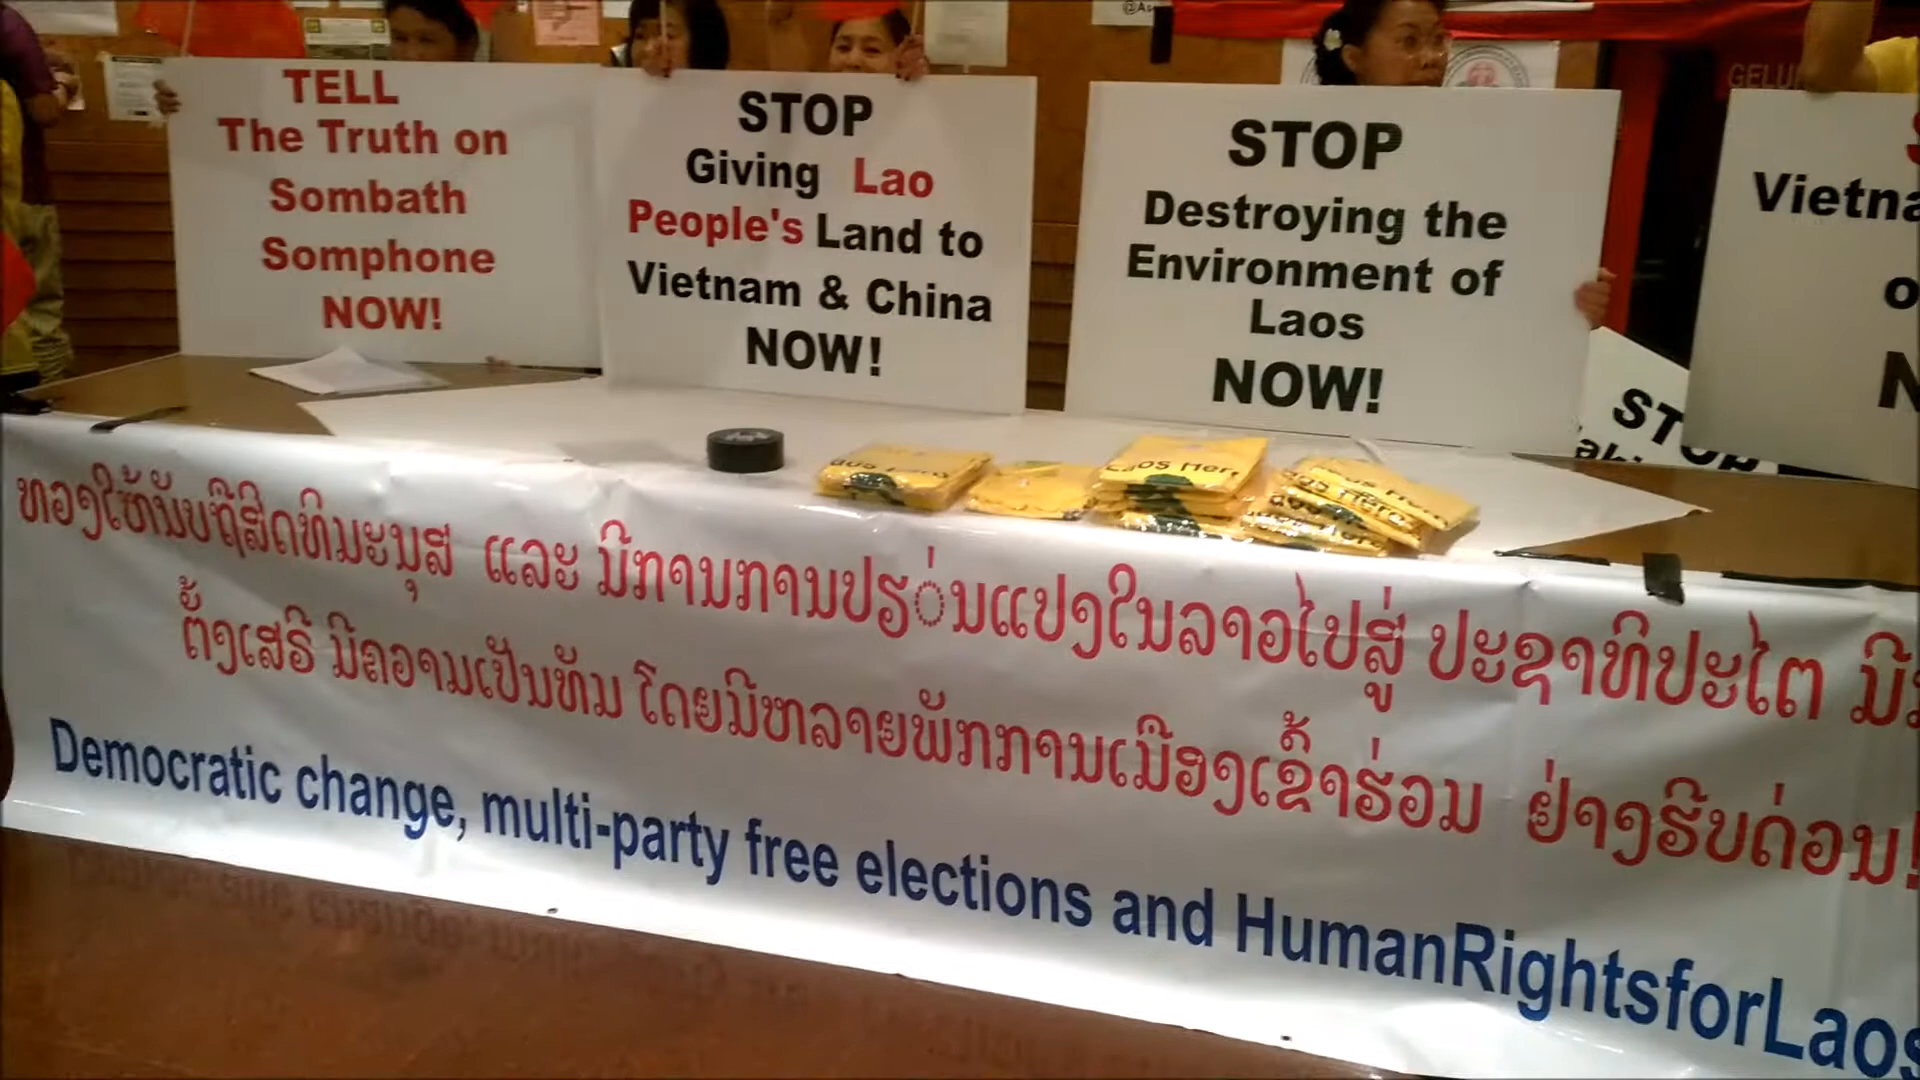 TELL
The Truth on
Sombath
Somphone
NOW!
STOP
Giving Lao
People's Land to
Vietnam & China
NOW!
STOP
Destroying the
Environment of
Laos
NOW!
STOP
ທອງໃຫ້ນັບຖືສິດທິມະນຸສ ແລະ ມີການການປຽ່ນແປງໃນລາວໄປສູ່ ປະຊາທິປະໄຕ
ຕັ້ງເສຣີ ມີຄວາມເປັນທັມ ໂດຍມີຫລາຍພັກການເມືອງເຂົ້າຮ່ວມ ຢ່າງຮີບດ່ວນ!
Democratic change, multi-party free elections and HumanRightsforLaos